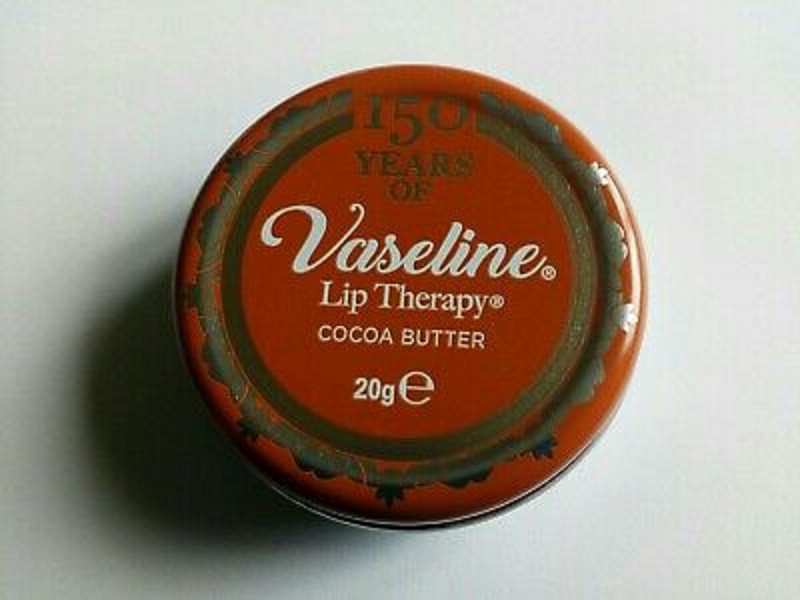 150
YEARS
OF
Vaseline®
Lip Therapy®
COCOA BUTTER
20g ℮